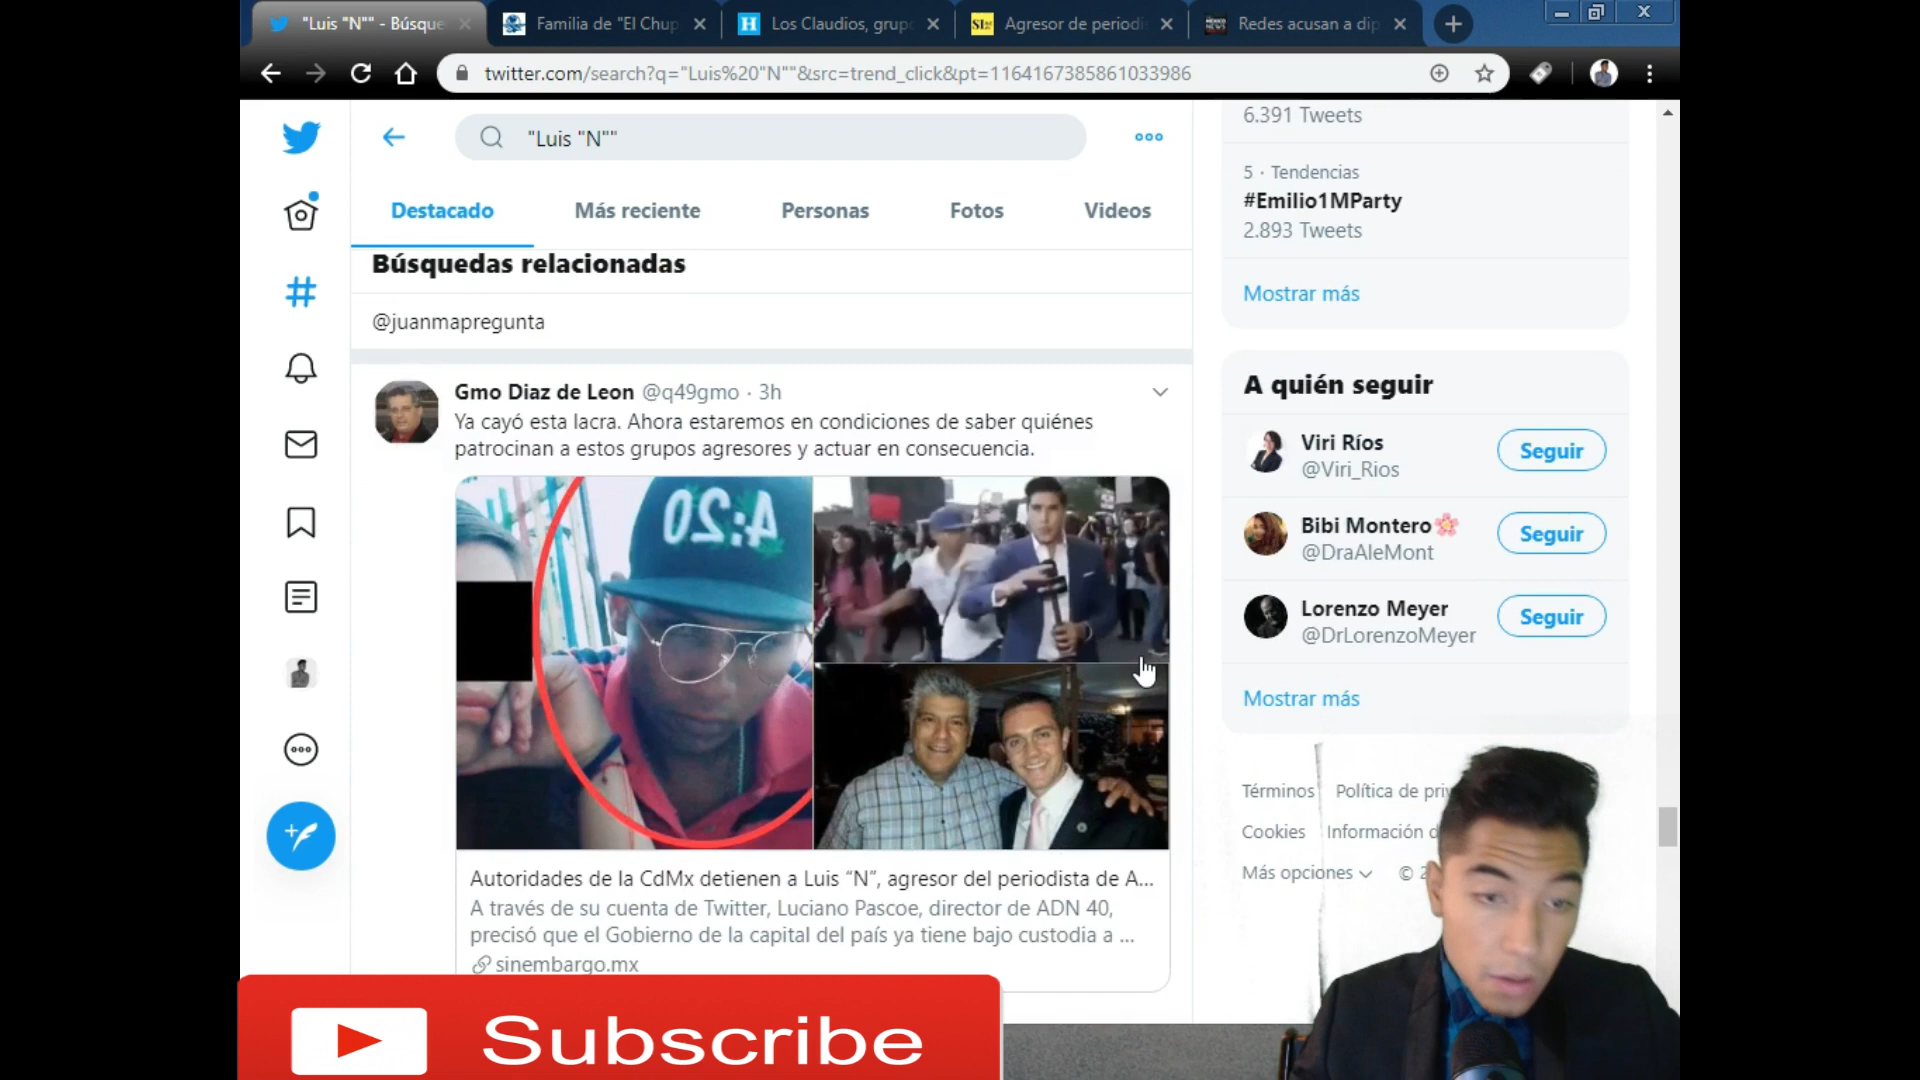 "Luis "N"" - Búsque
Familia de "El Chup
Los Claudios, grup
Agresor de periodi
Redes acusan a dip
twitter.com/search?q="Luis%20"N""&src=trend_click&pt=1164167385861033986
"Luis "N""
Destacado
Más reciente
Personas
Fotos
Videos
Búsquedas relacionadas
@juanmapregunta
Gmo Diaz de Leon @q49gmo · 3h
Ya cayó esta lacra. Ahora estaremos en condiciones de saber quiénes
patrocinan a estos grupos agresores y actuar en consecuencia.
4:20
Autoridades de la CdMx detienen a Luis “N”, agresor del periodista de A...
A través de su cuenta de Twitter, Luciano Pascoe, director de ADN 40,
precisó que el Gobierno de la capital del país ya tiene bajo custodia a ...
sinembargo.mx
Subscribe
6.391 Tweets
5 · Tendencias
#Emilio1MParty
2.893 Tweets
Mostrar más
A quién seguir
Viri Ríos
@Viri_Rios
Seguir
Bibi Montero🌸
@DraAleMont
Seguir
Lorenzo Meyer
@DrLorenzoMeyer
Seguir
Mostrar más
Términos Política de priv
Cookies Información d
Más opciones © 2